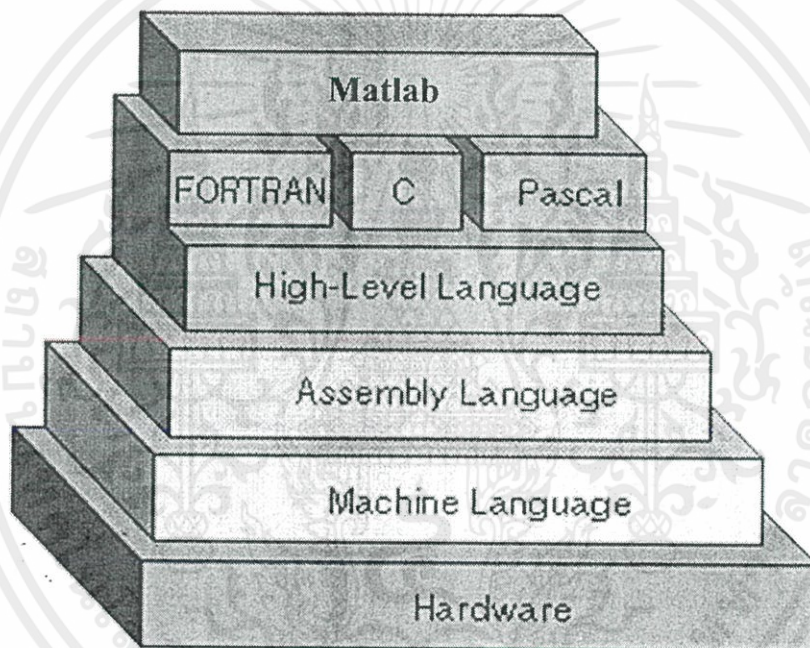 Matlab
FORTRAN C Pascal
High-Level Language
Assembly Language
Machine Language
Hardware